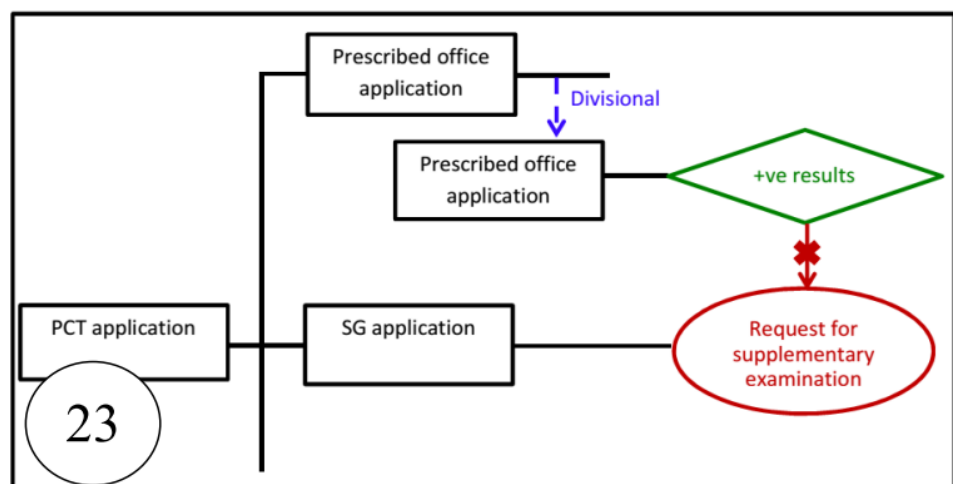 Prescribed office
application
Divisional
Prescribed office
application
+ve results
PCT application
SG application
Request for
supplementary
examination
23